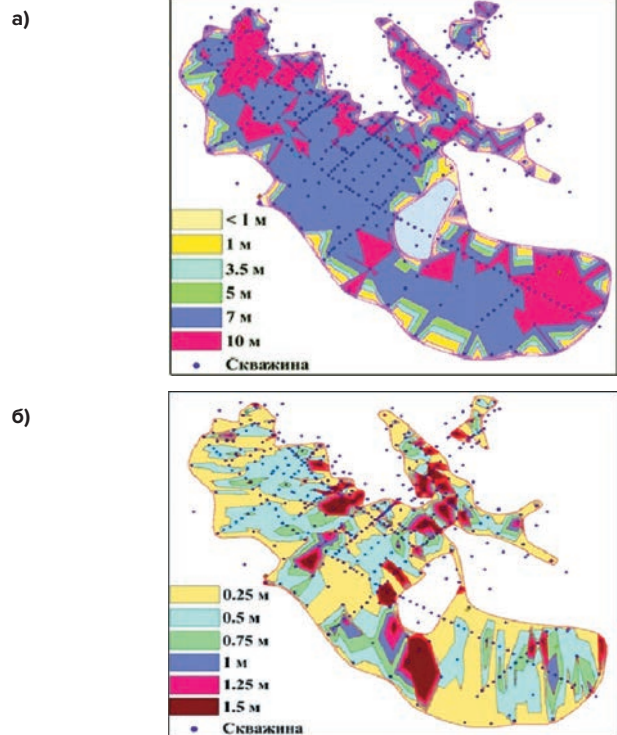 а)
< 1 м
1 м
3.5 м
5 м
7 м
10 м
Скважина
б)
0.25 м
0.5 м
0.75 м
1 м
1.25 м
1.5 м
Скважина